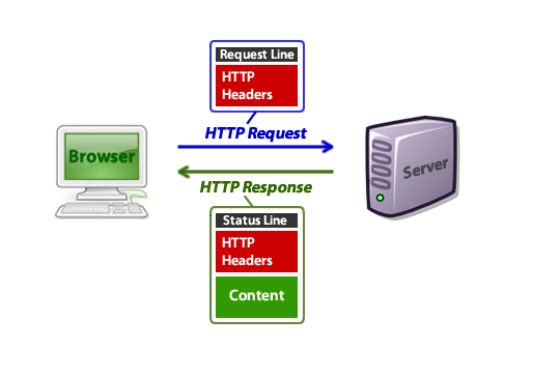 Request Line
HTTP
Headers
HTTP Request
Browser
Server
HTTP Response
Status Line
HTTP
Headers
Content